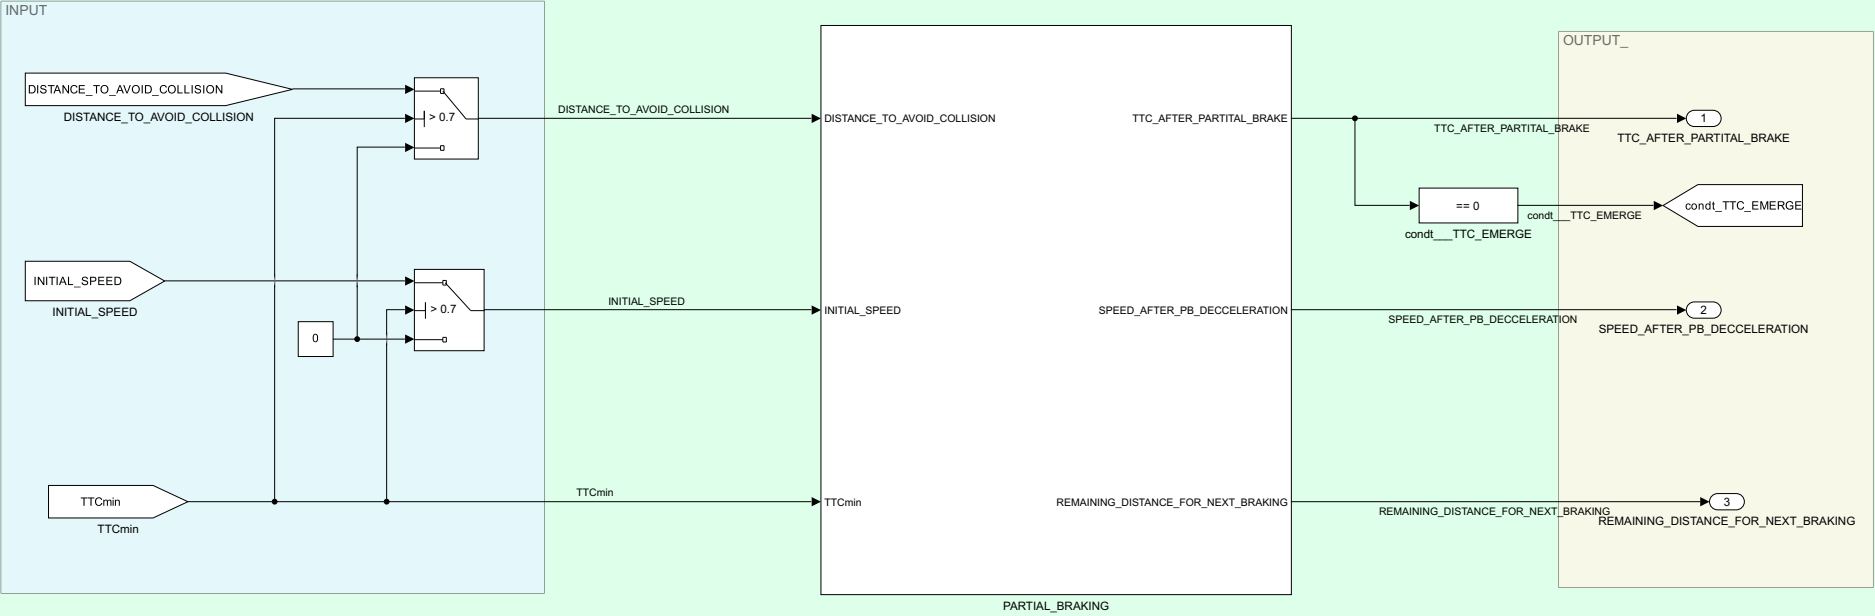 INPUT
OUTPUT_
DISTANCE_TO_AVOID_COLLISION
DISTANCE_TO_AVOID_COLLISION
> 0.7
DISTANCE_TO_AVOID_COLLISION
DISTANCE_TO_AVOID_COLLISION
TTC_AFTER_PARTITAL_BRAKE
TTC_AFTER_PARTITAL_BRAKE
1
TTC_AFTER_PARTITAL_BRAKE
== 0
condt___TTC_EMERGE
condt___TTC_EMERGE
condt_TTC_EMERGE
INITIAL_SPEED
INITIAL_SPEED
0
> 0.7
INITIAL_SPEED
INITIAL_SPEED
SPEED_AFTER_PB_DECCELERATION
SPEED_AFTER_PB_DECCELERATION
2
SPEED_AFTER_PB_DECCELERATION
TTCmin
TTCmin
TTCmin
TTCmin
REMAINING_DISTANCE_FOR_NEXT_BRAKING
REMAINING_DISTANCE_FOR_NEXT_BRAKING
3
REMAINING_DISTANCE_FOR_NEXT_BRAKING
PARTIAL_BRAKING